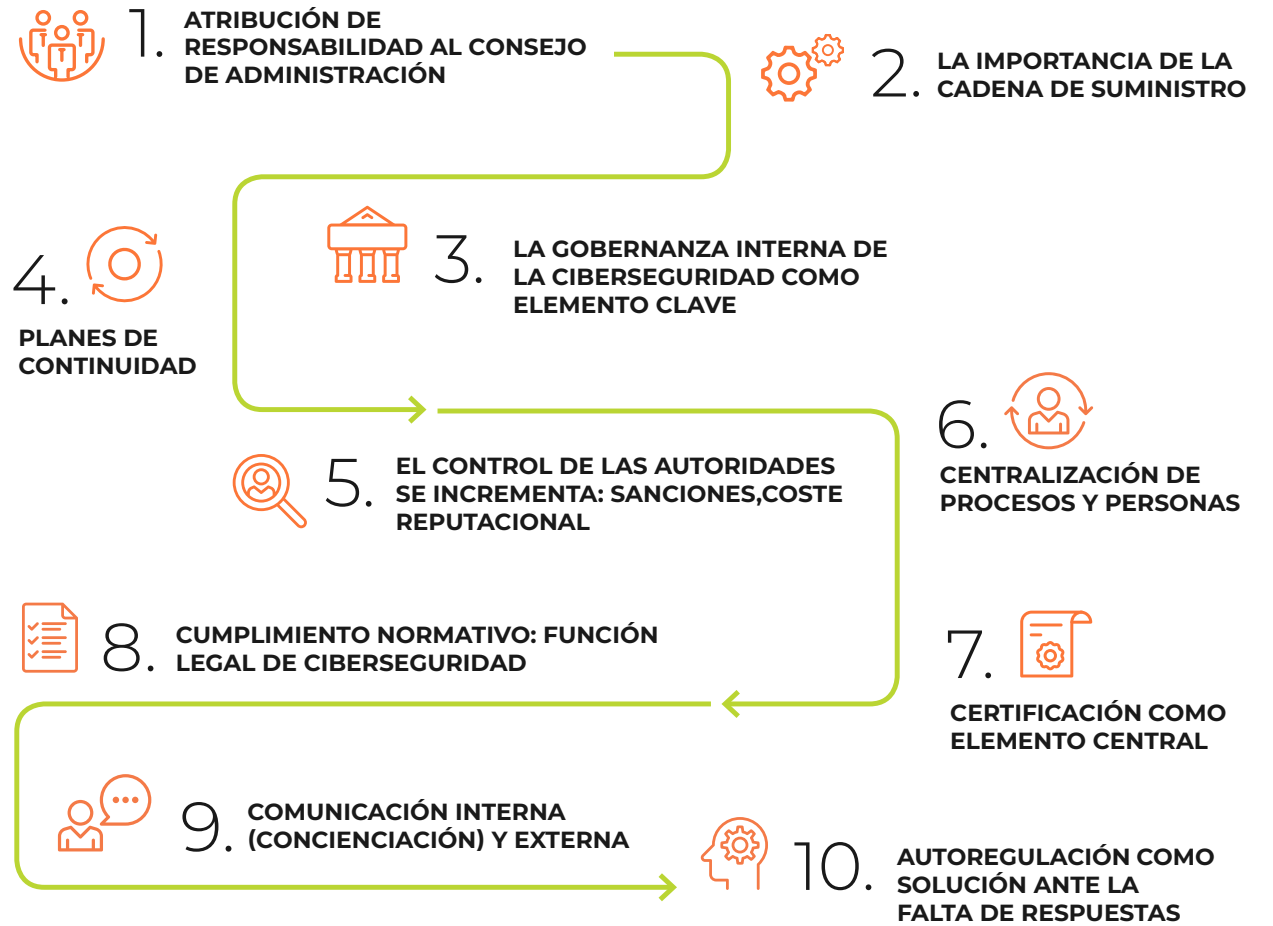 1. ATRIBUCIÓN DE
RESPONSABILIDAD AL CONSEJO
DE ADMINISTRACIÓN
2. LA IMPORTANCIA DE LA
CADENA DE SUMINISTRO
3. LA GOBERNANZA INTERNA DE
LA CIBERSEGURIDAD COMO
ELEMENTO CLAVE
4.
PLANES DE
CONTINUIDAD
5. EL CONTROL DE LAS AUTORIDADES
SE INCREMENTA: SANCIONES,COSTE
REPUTACIONAL
6.
CENTRALIZACIÓN DE
PROCESOS Y PERSONAS
7.
CERTIFICACIÓN COMO
ELEMENTO CENTRAL
8. CUMPLIMIENTO NORMATIVO: FUNCIÓN
LEGAL DE CIBERSEGURIDAD
9. COMUNICACIÓN INTERNA
(CONCIENCIACIÓN) Y EXTERNA
10. AUTOREGULACIÓN COMO
SOLUCIÓN ANTE LA
FALTA DE RESPUESTAS